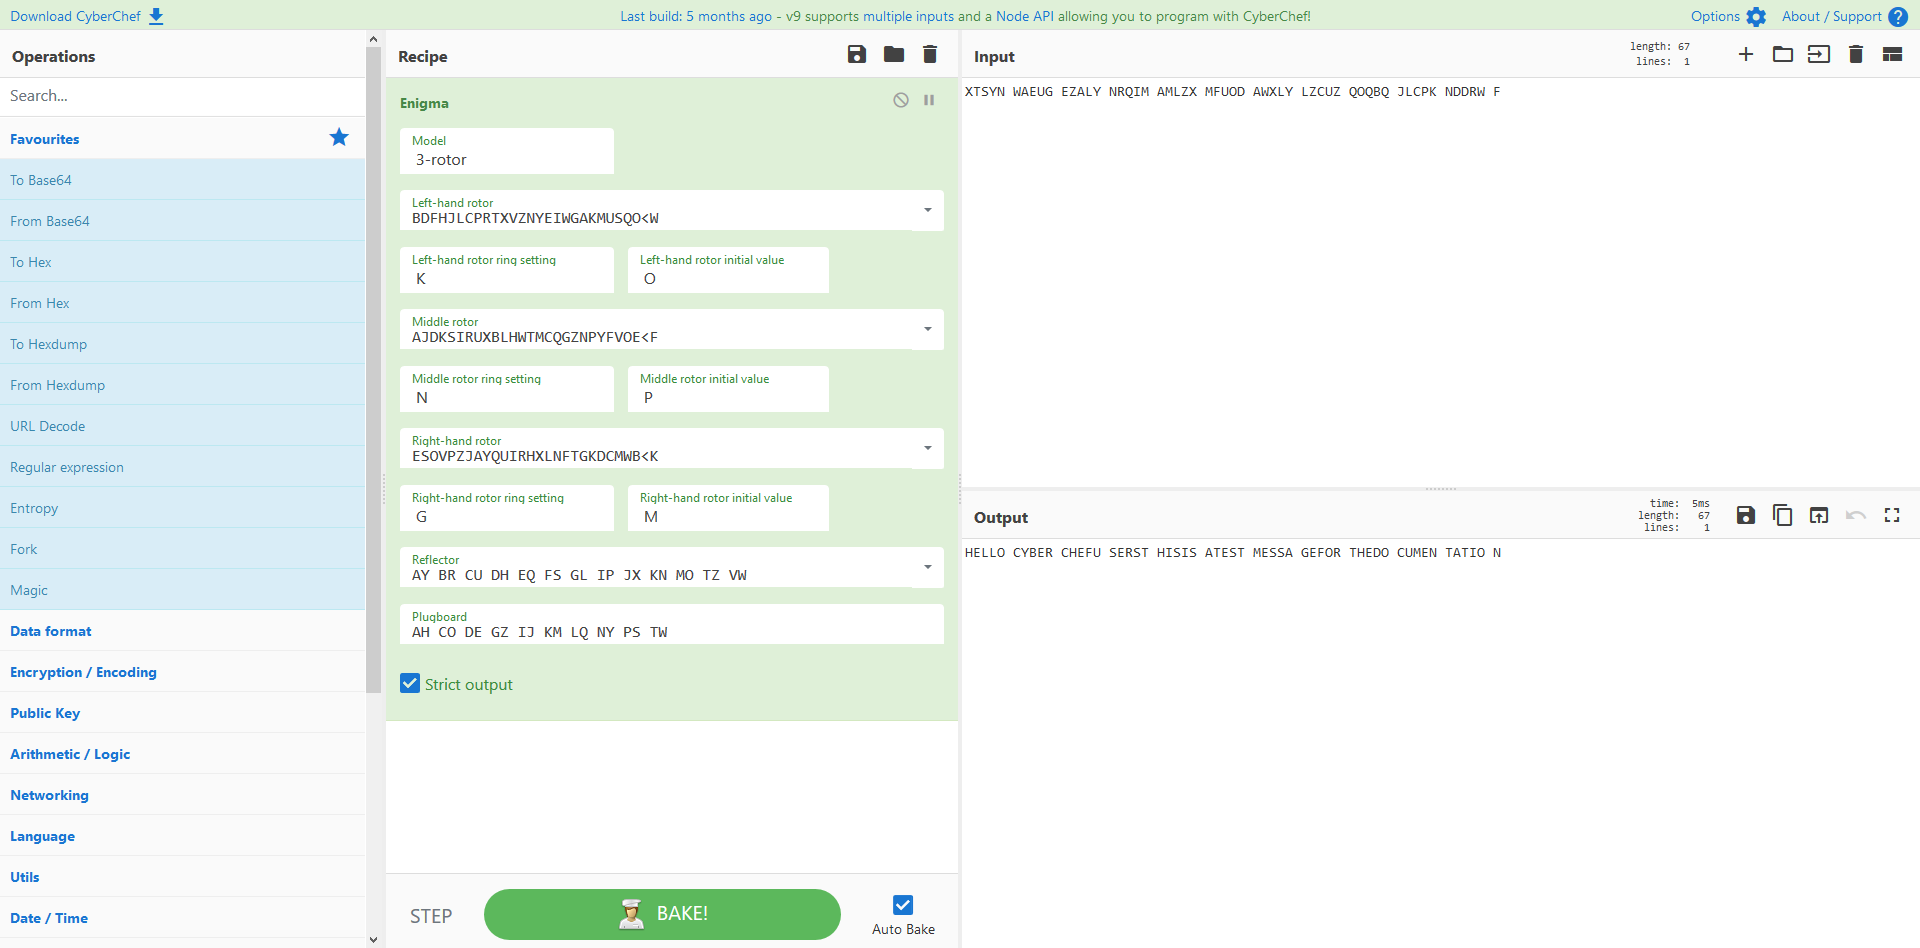 Download CyberChef
Last build: 5 months ago - v9 supports multiple inputs and a Node API allowing you to program with CyberChef!
Options
About / Support
Operations
Search...
Favourites
To Base64
From Base64
To Hex
From Hex
To Hexdump
From Hexdump
URL Decode
Regular expression
Entropy
Fork
Magic
Data format
Encryption / Encoding
Public Key
Arithmetic / Logic
Networking
Language
Utils
Date / Time
Recipe
Enigma
Model
3-rotor
Left-hand rotor
BDFHJLCPRTXVZNYEIWGAKMUSQO<W
Left-hand rotor ring setting
K
Left-hand rotor initial value
O
Middle rotor
AJDKSIRUXBLHWTMCQGZNPYFVOE<F
Middle rotor ring setting
N
Middle rotor initial value
P
Right-hand rotor
ESOVPZJAYQUIRHXLNFTGKDCMWB<K
Right-hand rotor ring setting
G
Right-hand rotor initial value
M
Reflector
AY BR CU DH EQ FS GL IP JX KN MO TZ VW
Plugboard
AH CO DE GZ IJ KM LQ NY PS TW
Strict output
STEP
BAKE!
Auto Bake
Input
length: 67
lines: 1
XTSYN WAEUG EZALY NRQIM AMLZX MFUOD AWXLY LZCUZ QOQBQ JLCPK NDDRW F
Output
time: 5ms
length: 67
lines: 1
HELLO CYBER CHEFU SERST HISIS ATEST MESSA GEFOR THEDO CUMEN TATIO N